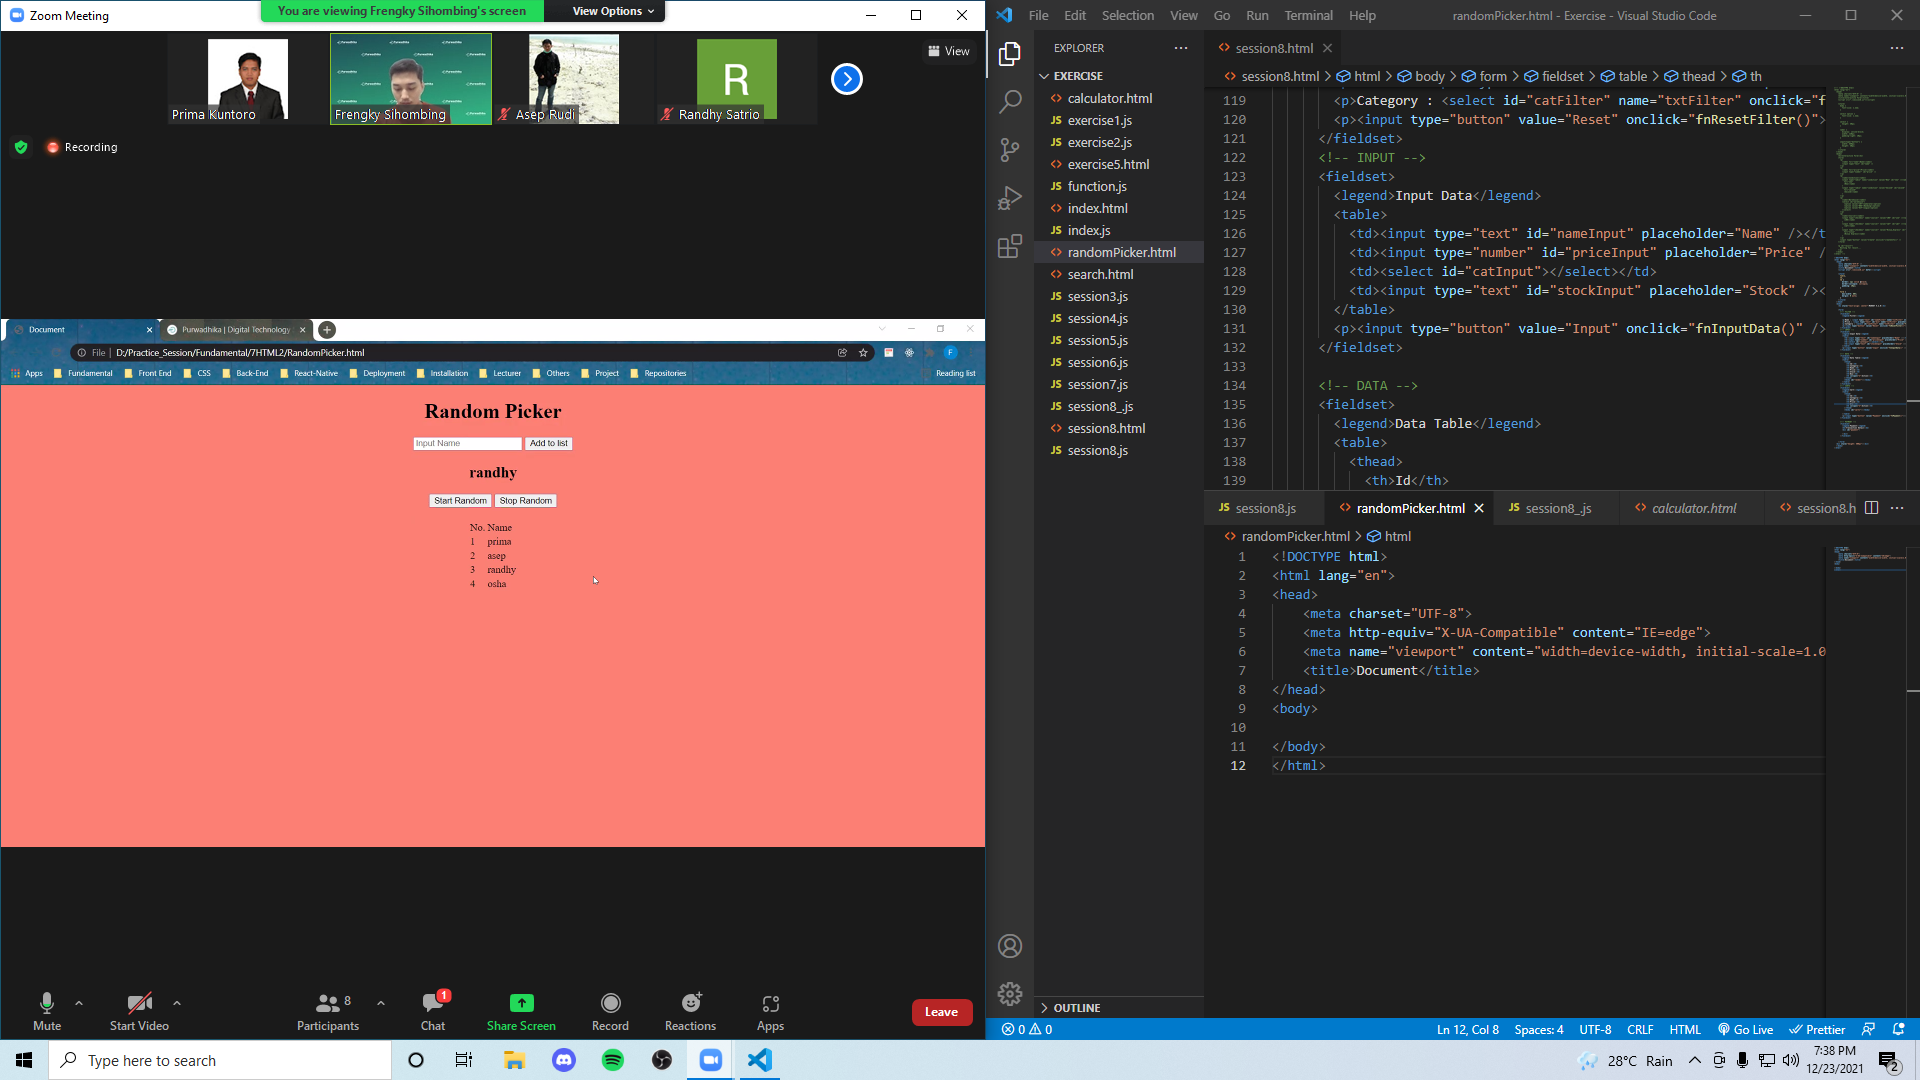 Zoom Meeting
You are viewing Frengky Sihombing's screen
View Options
View
Prima Kuntoro
Frengky Sihombing
Asep Rudi
R
Randhy Satrio
Recording
Document
Purwadhika | Digital Technology
File
D:/Practice_Session/Fundamental/7HTML2/RandomPicker.html
F
Apps
Fundamental
Front End
CSS
Back-End
React-Native
Deployment
Installation
Lecturer
Others
Project
Repositories
Reading list
Random Picker
Input Name
Add to list
randhy
Start Random
Stop Random
No. Name
1 prima
2 asep
3 randhy
4 osha
Mute
Start Video
8
Participants
1
Chat
Share Screen
Record
Reactions
Apps
Leave
File Edit Selection View Go Run Terminal Help
randomPicker.html - Exercise - Visual Studio Code
EXPLORER
EXERCISE
calculator.html
JS exercise1.js
JS exercise2.js
exercise5.html
JS function.js
index.html
JS index.js
randomPicker.html
search.html
JS session3.js
JS session4.js
JS session5.js
JS session6.js
JS session7.js
JS session8_.js
session8.html
JS session8.js
OUTLINE
session8.html
session8.html > html > body > form > fieldset > table > thead > th
119 <p>Category : <select id="catFilter" name="txtFilter" onclick="f
120 <p><input type="button" value="Reset" onclick="fnResetFilter()">
121 </fieldset>
122 <!-- INPUT -->
123 <fieldset>
124 <legend>Input Data</legend>
125 <table>
126 <td><input type="text" id="nameInput" placeholder="Name" /></t
127 <td><input type="number" id="priceInput" placeholder="Price" /
128 <td><select id="catInput"></select></td>
129 <td><input type="text" id="stockInput" placeholder="Stock" /><
130 </table>
131 <p><input type="button" value="Input" onclick="fnInputData()" />
132 </fieldset>
133
134 <!-- DATA -->
135 <fieldset>
136 <legend>Data Table</legend>
137 <table>
138 <thead>
139 <th>Id</th>
JS session8.js
randomPicker.html
JS session8_.js
calculator.html
session8.h
randomPicker.html > html
1 <!DOCTYPE html>
2 <html lang="en">
3 <head>
4 <meta charset="UTF-8">
5 <meta http-equiv="X-UA-Compatible" content="IE=edge">
6 <meta name="viewport" content="width=device-width, initial-scale=1.0
7 <title>Document</title>
8 </head>
9 <body>
10
11 </body>
12 </html>
0 0
Ln 12, Col 8
Spaces: 4
UTF-8
CRLF
HTML
Go Live
Prettier
Type here to search
28°C Rain
7:38 PM
12/23/2021
2